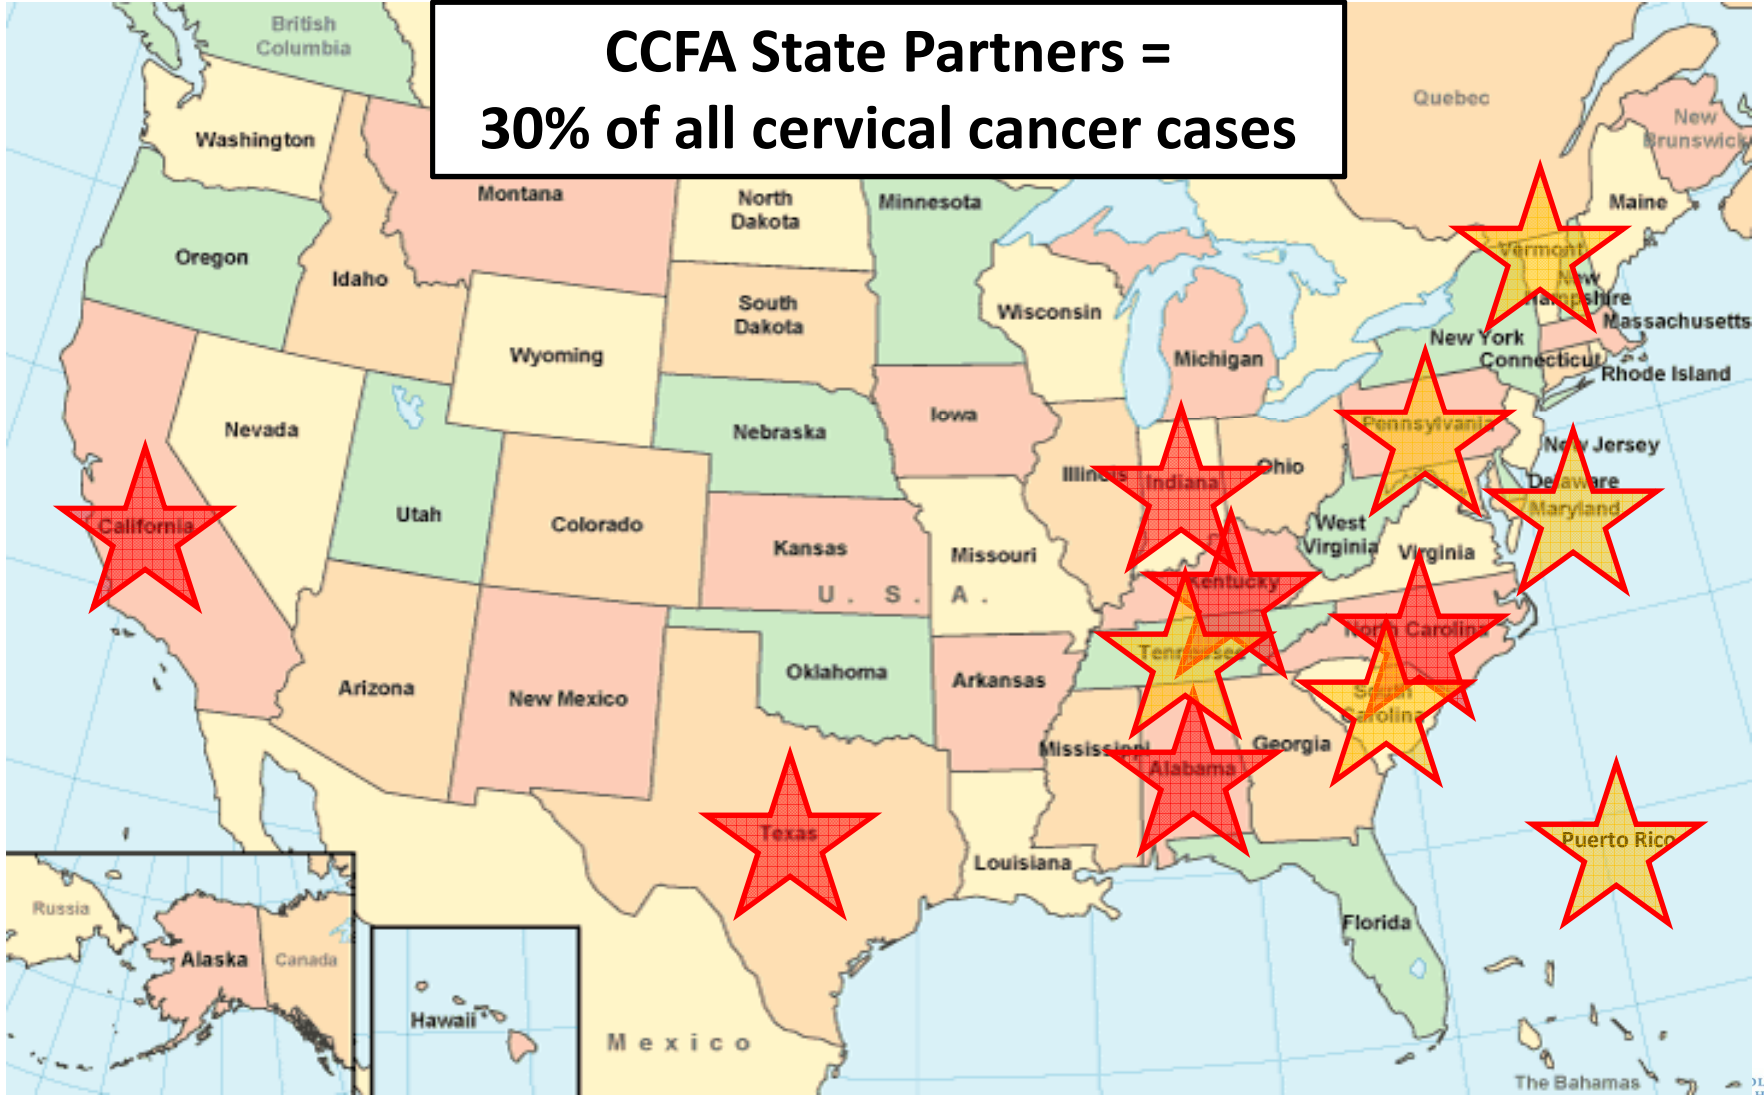 CCFA State Partners =
30% of all cervical cancer cases
British
Columbia
Quebec
New
Brunswick
Washington
Montana
North
Dakota
Minnesota
Maine
Oregon
Idaho
Vermont
New
Hampshire
South
Dakota
Wisconsin
Massachusetts
Wyoming
Michigan
New York
Connecticut
Rhode Island
Nevada
Nebraska
Iowa
Pennsylvania
New Jersey
Illinois
Indiana
Ohio
Delaware
Maryland
California
Utah
Colorado
Kansas
Missouri
West
Virginia
Virginia
U. S. A.
Kentucky
North Carolina
Tennessee
Arizona
New Mexico
Oklahoma
Arkansas
South
Carolina
Mississippi
Alabama
Georgia
Texas
Puerto Rico
Louisiana
Russia
Alaska
Canada
Florida
Hawaii
Mexico
The Bahamas